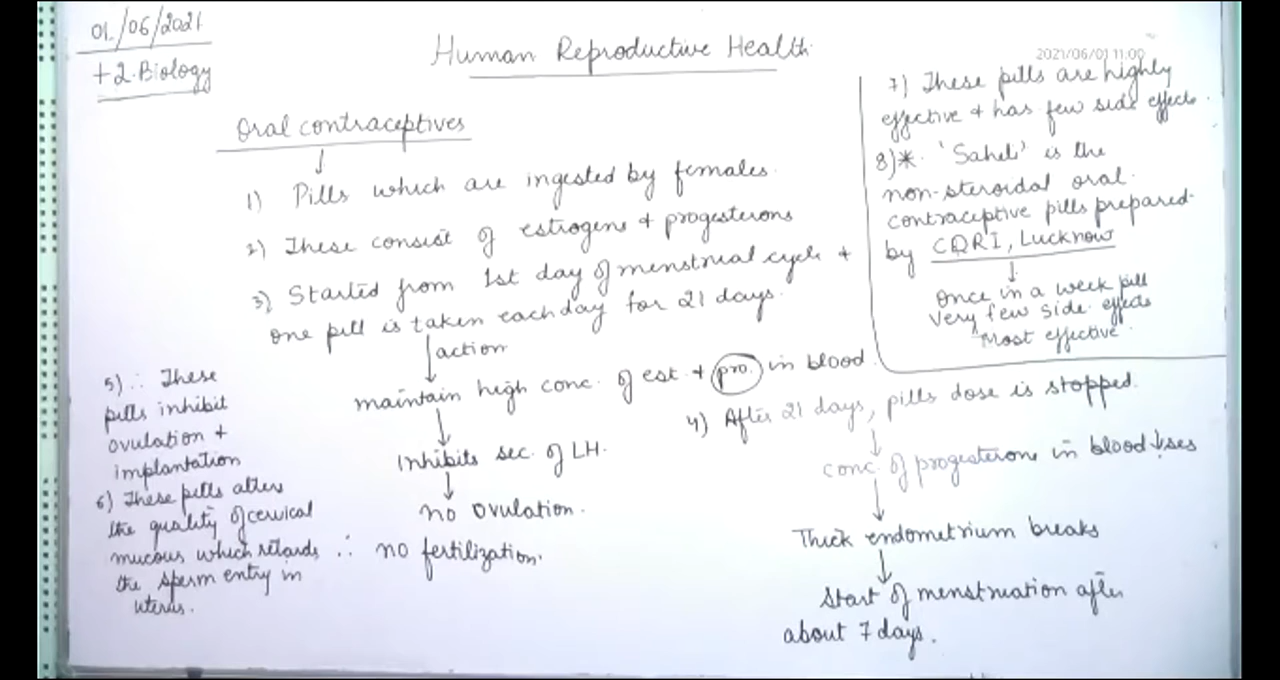 01/06/2021
+2 Biology
Human Reproductive Health
2021/06/01 11:00
Oral contraceptives
↓
1) Pills which are ingested by females.
2) These consist of estrogens + progesterons
3) Started from 1st day of menstrual cycle +
one pill is taken each day for 21 days.
↓ action
maintain high conc. of est. + pro. in blood
↓
Inhibits sec. of LH.
↓
no ovulation.
∴ no fertilization.
4) After 21 days, pills dose is stopped.
↓
conc. of progesterone in blood ↓ses
↓
Thick endometrium breaks
↓
Start of menstruation after
about 7 days.
5) ∴ These
pills inhibit
ovulation +
implantation
6) These pills alters
the quality of cervical
mucous which retards
the sperm entry in
uterus.
7) These pills are highly
effective + has few side effects.
8)* 'Saheli' is the
non-steroidal oral
contraceptive pills prepared
by CDRI, Lucknow
↓
Once in a week pill
Very few side effects
Most effective.